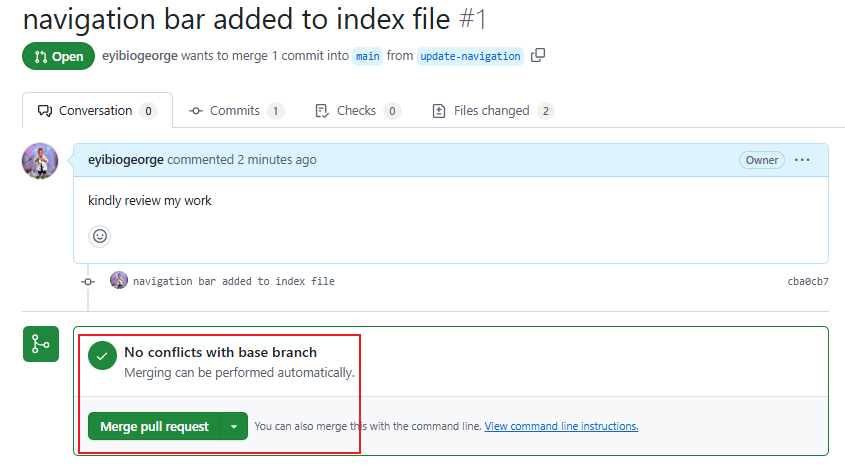 navigation bar added to index file #1
Open eyibiogeorge wants to merge 1 commit into main from update-navigation
Conversation 0 Commits 1 Checks 0 Files changed 2
eyibiogeorge commented 2 minutes ago Owner
kindly review my work
navigation bar added to index file cba0cb7
No conflicts with base branch
Merging can be performed automatically.
Merge pull request You can also merge this with the command line. View command line instructions.